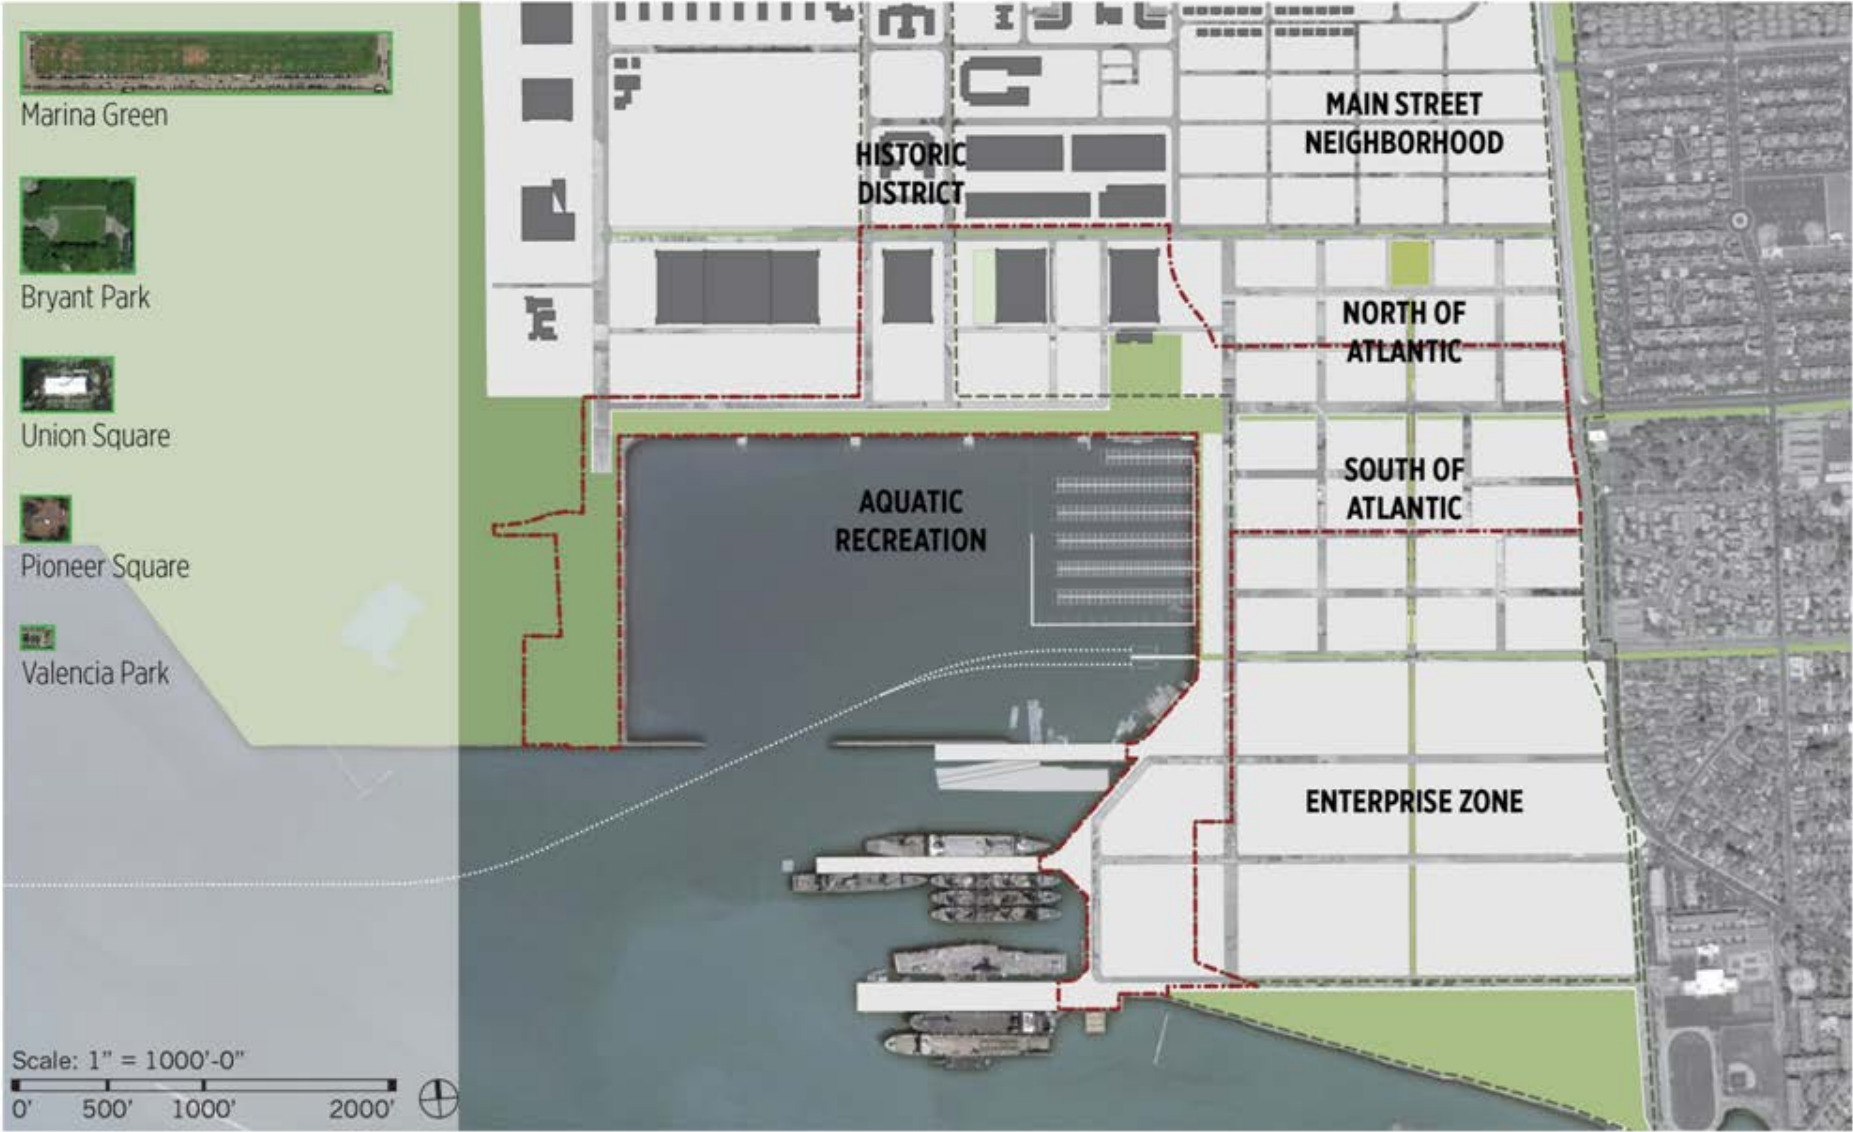 Marina Green
Bryant Park
Union Square
Pioneer Square
Valencia Park
Scale: 1” = 1000’-0”
0’ 500’ 1000’ 2000’
HISTORIC
DISTRICT
MAIN STREET
NEIGHBORHOOD
NORTH OF
ATLANTIC
AQUATIC
RECREATION
SOUTH OF
ATLANTIC
ENTERPRISE ZONE